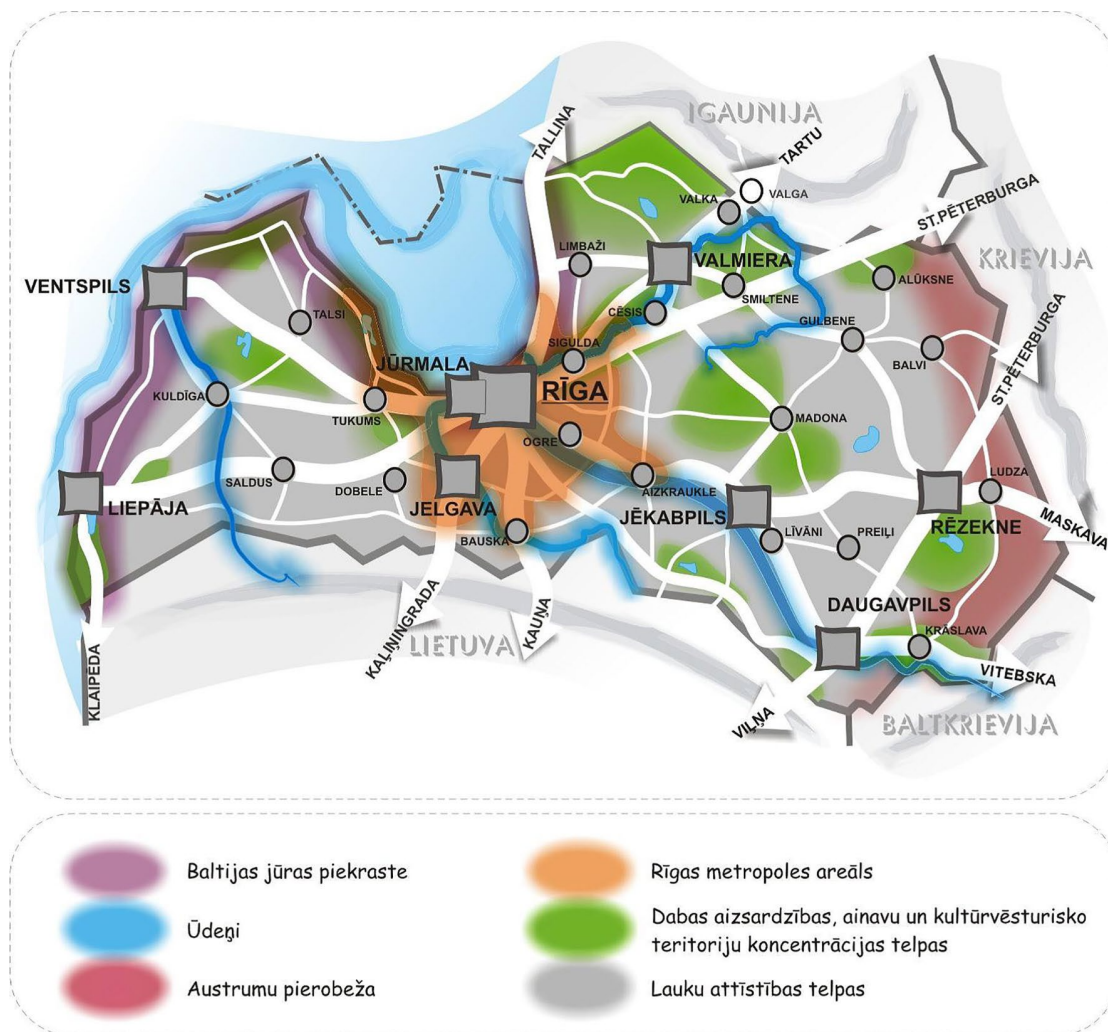 IGAUNIJA
TALLINA
TARTU
VALKA
VALGA
ST.PĒTERBURGA
LIMBAŽI
VALMIERA
KRIEVIJA
VENTSPILS
ALŪKSNE
SMILTENE
TALSI
CĒSIS
GULBENE
ST.PĒTERBURGA
SIGULDA
BALVI
JŪRMALA
RĪGA
KULDĪGA
TUKUMS
MADONA
OGRE
SALDUS
DOBELE
AIZKRAUKLE
LUDZA
LIEPĀJA
JELGAVA
JĒKABPILS
RĒZEKNE
MASKAVA
BAUSKA
LĪVĀNI
PREIĻI
DAUGAVPILS
KRĀSLAVA
KAĻIŅINGRADA
LIETUVA
KAUŅA
KLAIPĒDA
VITEBSKA
VIĻŅA
BALTKRIEVIJA
Baltijas jūras piekraste
Rīgas metropoles areāls
Ūdeņi
Dabas aizsardzība, ainavu un kultūrvēsturisko
teritoriju koncentrācijas telpas
Austrumu pierobeža
Lauku attīstības telpas